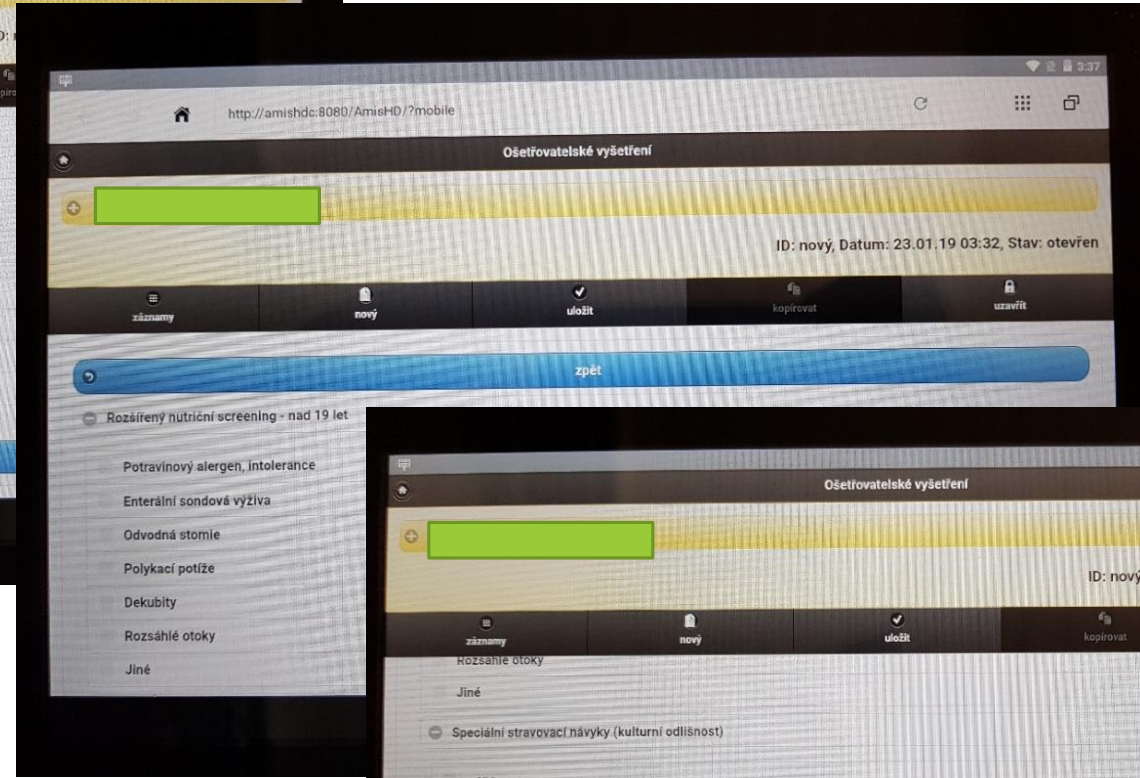 3:37
http://amishdc:8080/AmisHD/?mobile
Ošetřovatelské vyšetření
ID: nový, Datum: 23.01.19 03:32, Stav: otevřen
záznamy
nový
uložit
kopírovat
uzavřít
zpět
Rozšířený nutriční screening - nad 19 let
Potravinový alergen, intolerance
Enterální sondová výživa
Odvodná stomie
Polykací potíže
Dekubity
Rozsáhlé otoky
Jiné
Ošetřovatelské vyšetření
ID: nový
záznamy
nový
uložit
kopírovat
Rozsáhlé otoky
Jiné
Speciální stravovací návyky (kulturní odlišnost)